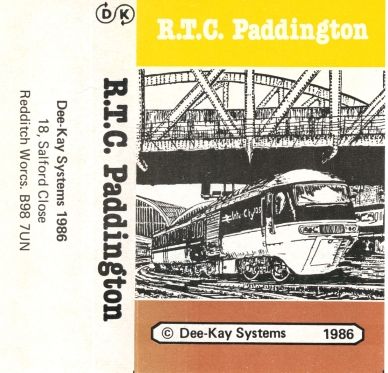 Dee-Kay Systems 1986
18, Salford Close
Redditch Worcs. B98 7UN
D K
R.T.C. Paddington
R.T.C. Paddington
© Dee-Kay Systems 1986